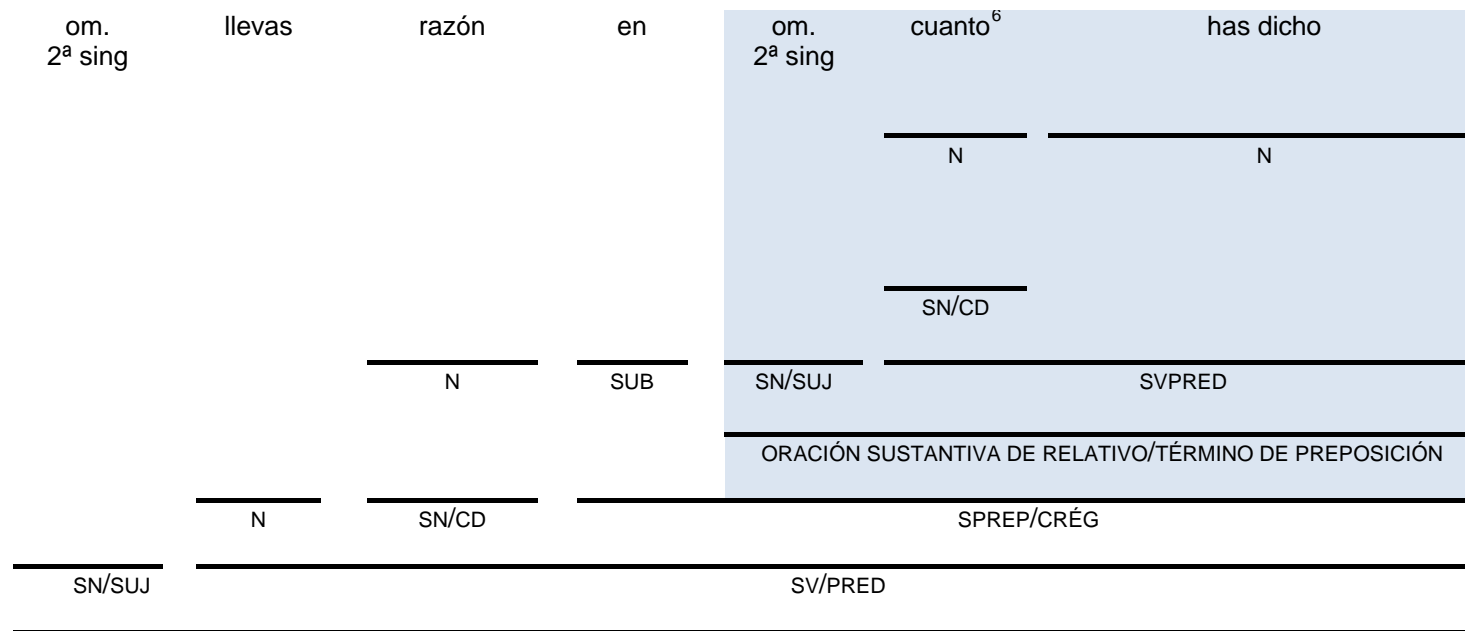 om. llevas razón en om. cuanto⁶ has dicho
2ª sing 2ª sing
N N
SN/CD
N SUB SN/SUJ SVPRED
ORACIÓN SUSTANTIVA DE RELATIVO/TÉRMINO DE PREPOSICIÓN
N SN/CD SPREP/CRÉG
SN/SUJ SV/PRED